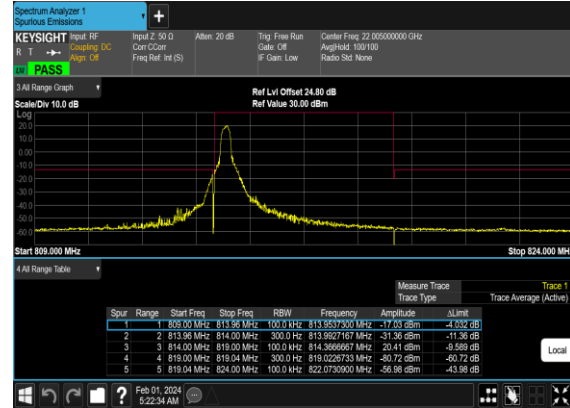 Spectrum Analyzer 1
Spurious Emissions
KEYSIGHT Input: RF Input Z: 50 Ω Atten: 20 dB Trig: Free Run Center Freq: 22.005000000 GHz
R T Coupling: DC Corr CCorr Gate: Off Avg|Hold: 100/100
Align: Off Freq Ref: Int (S) IF Gain: Low Radio Std: None
LW PASS
3 All Range Graph
Ref Lvl Offset 24.80 dB
Scale/Div 10.0 dB Ref Value 30.00 dBm
Log
20.0
10.0
0.00
-10.0
-20.0
-30.0
-40.0
-50.0
-60.0
Start 809.000 MHz Stop 824.000 MH
4 All Range Table
Measure Trace Trace 1
Trace Type Trace Average (Active)
Spur Range Start Freq Stop Freq RBW Frequency Amplitude ΔLimit
1 1 809.00 MHz 813.96 MHz 100.0 kHz 813.9537300 MHz -17.03 dBm -4.032 dB
2 2 813.96 MHz 814.00 MHz 300.0 Hz 813.9927167 MHz -31.36 dBm -11.36 dB
3 3 814.00 MHz 819.00 MHz 100.0 kHz 814.3666667 MHz 20.41 dBm -9.589 dB
4 4 819.00 MHz 819.04 MHz 300.0 Hz 819.0226733 MHz -80.72 dBm -60.72 dB
5 5 819.04 MHz 824.00 MHz 100.0 kHz 822.0730900 MHz -56.98 dBm -43.98 dB
Local
Feb 01, 2024
5:22:34 AM